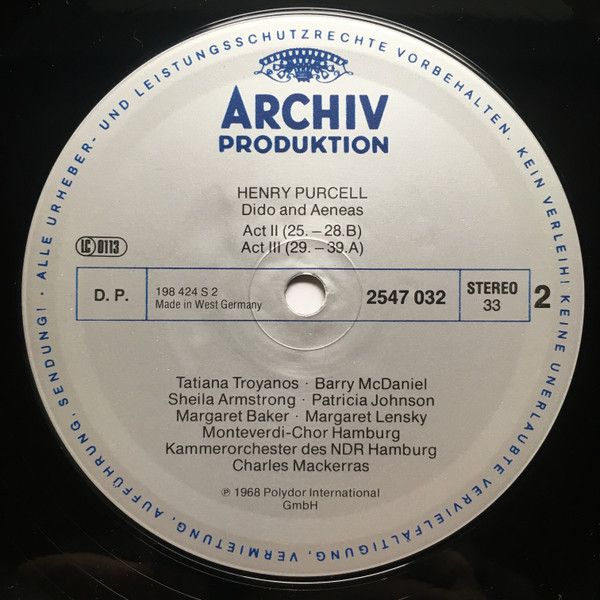 ALLE URHEBER- UND LEISTUNGSSCHUTZRECHTE VORBEHALTEN. KEIN VERLEIH! KEINE UNERLAUBTE VERVIELFÄLTIGUNG, VERMIETUNG, AUFFÜHRUNG, SENDUNG! ·
ARCHIV
PRODUKTION
HENRY PURCELL
Dido and Aeneas
Act II (25. – 28.B)
Act III (29. – 39.A)
LC 0113
D. P.
198 424 S 2
Made in West Germany
2547 032
STEREO
33
2
Tatiana Troyanos · Barry McDaniel
Sheila Armstrong · Patricia Johnson
Margaret Baker · Margaret Lensky
Monteverdi-Chor Hamburg
Kammerorchester des NDR Hamburg
Charles Mackerras
℗ 1968 Polydor International
GmbH